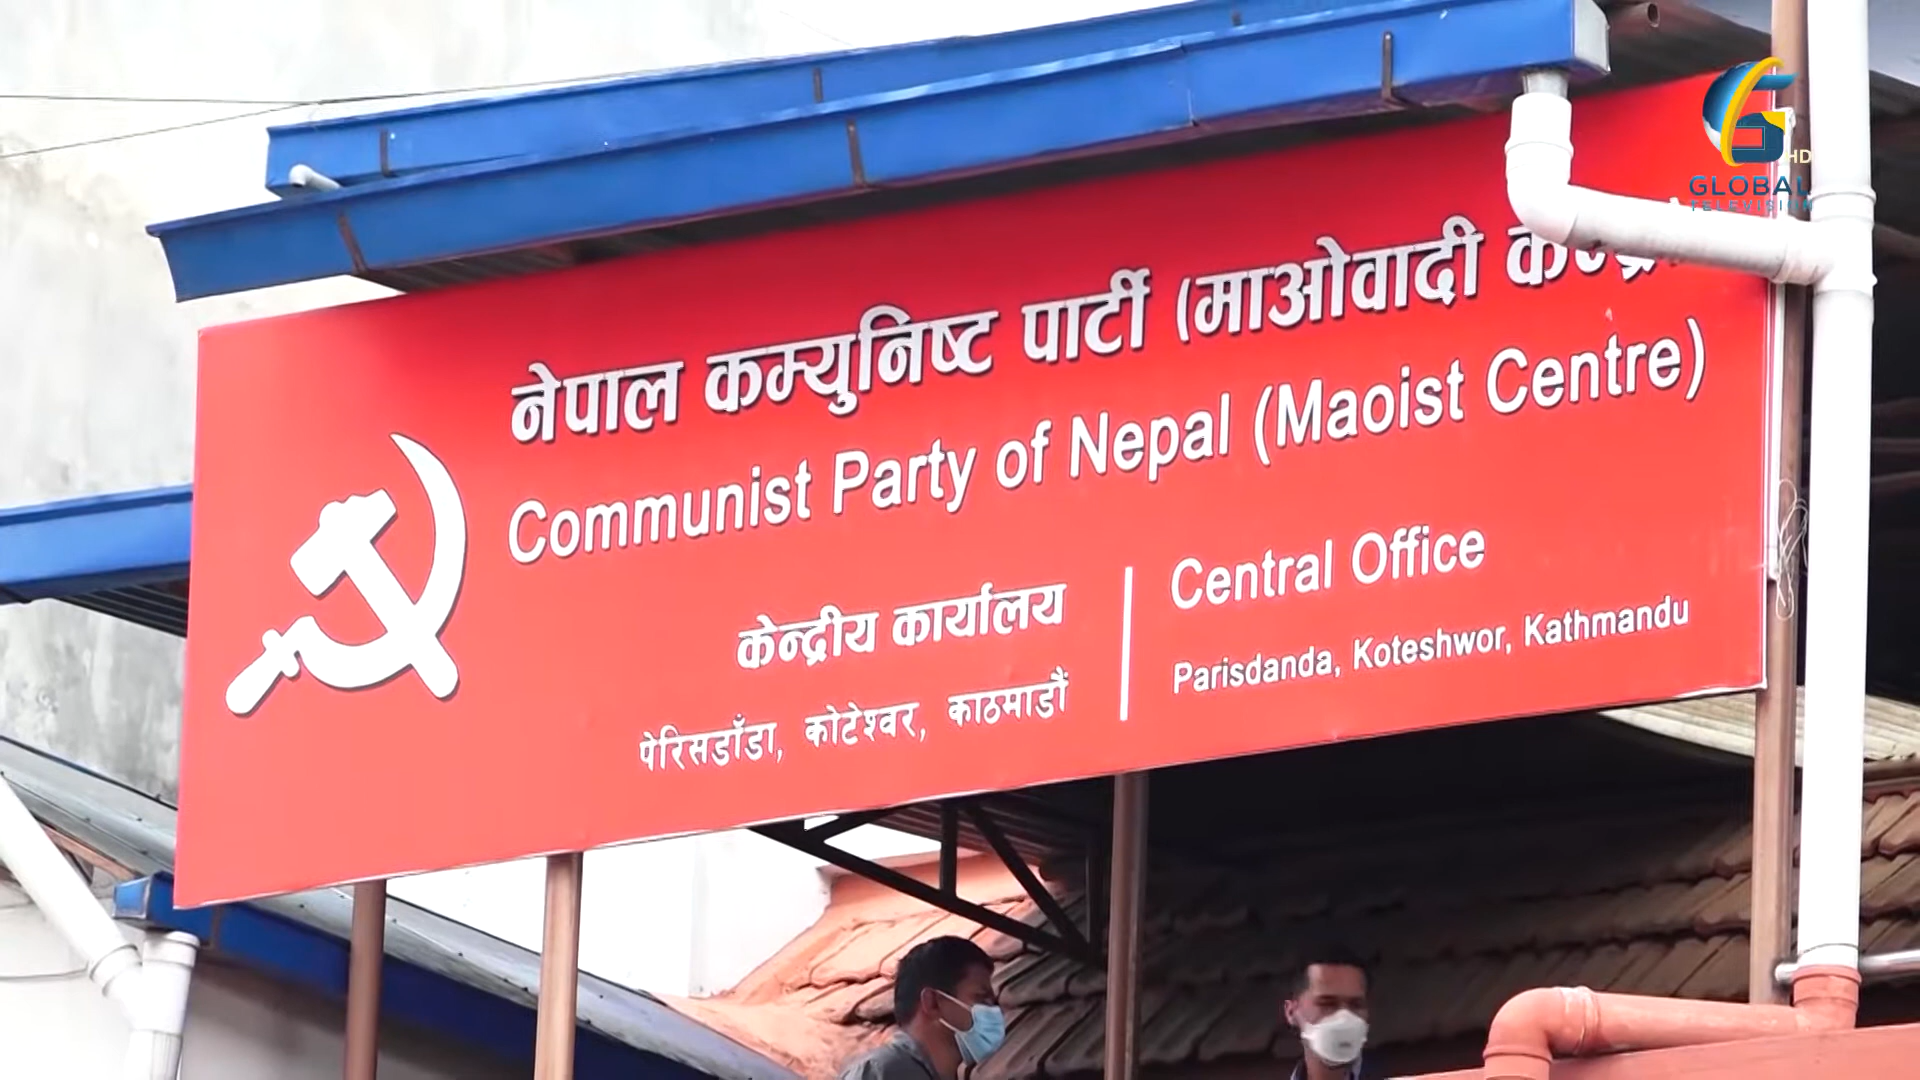 नेपाल कम्युनिष्ट पार्टी (माओवादी
Communist Party of Nepal (Maoist Centre)
केन्द्रीय कार्यालय
पेरिसडाँडा, कोटेश्वर, काठमाडौं
Central Office
Parisdanda, Koteshwor, Kathmandu
HD
GLOBAL
TELEVISION